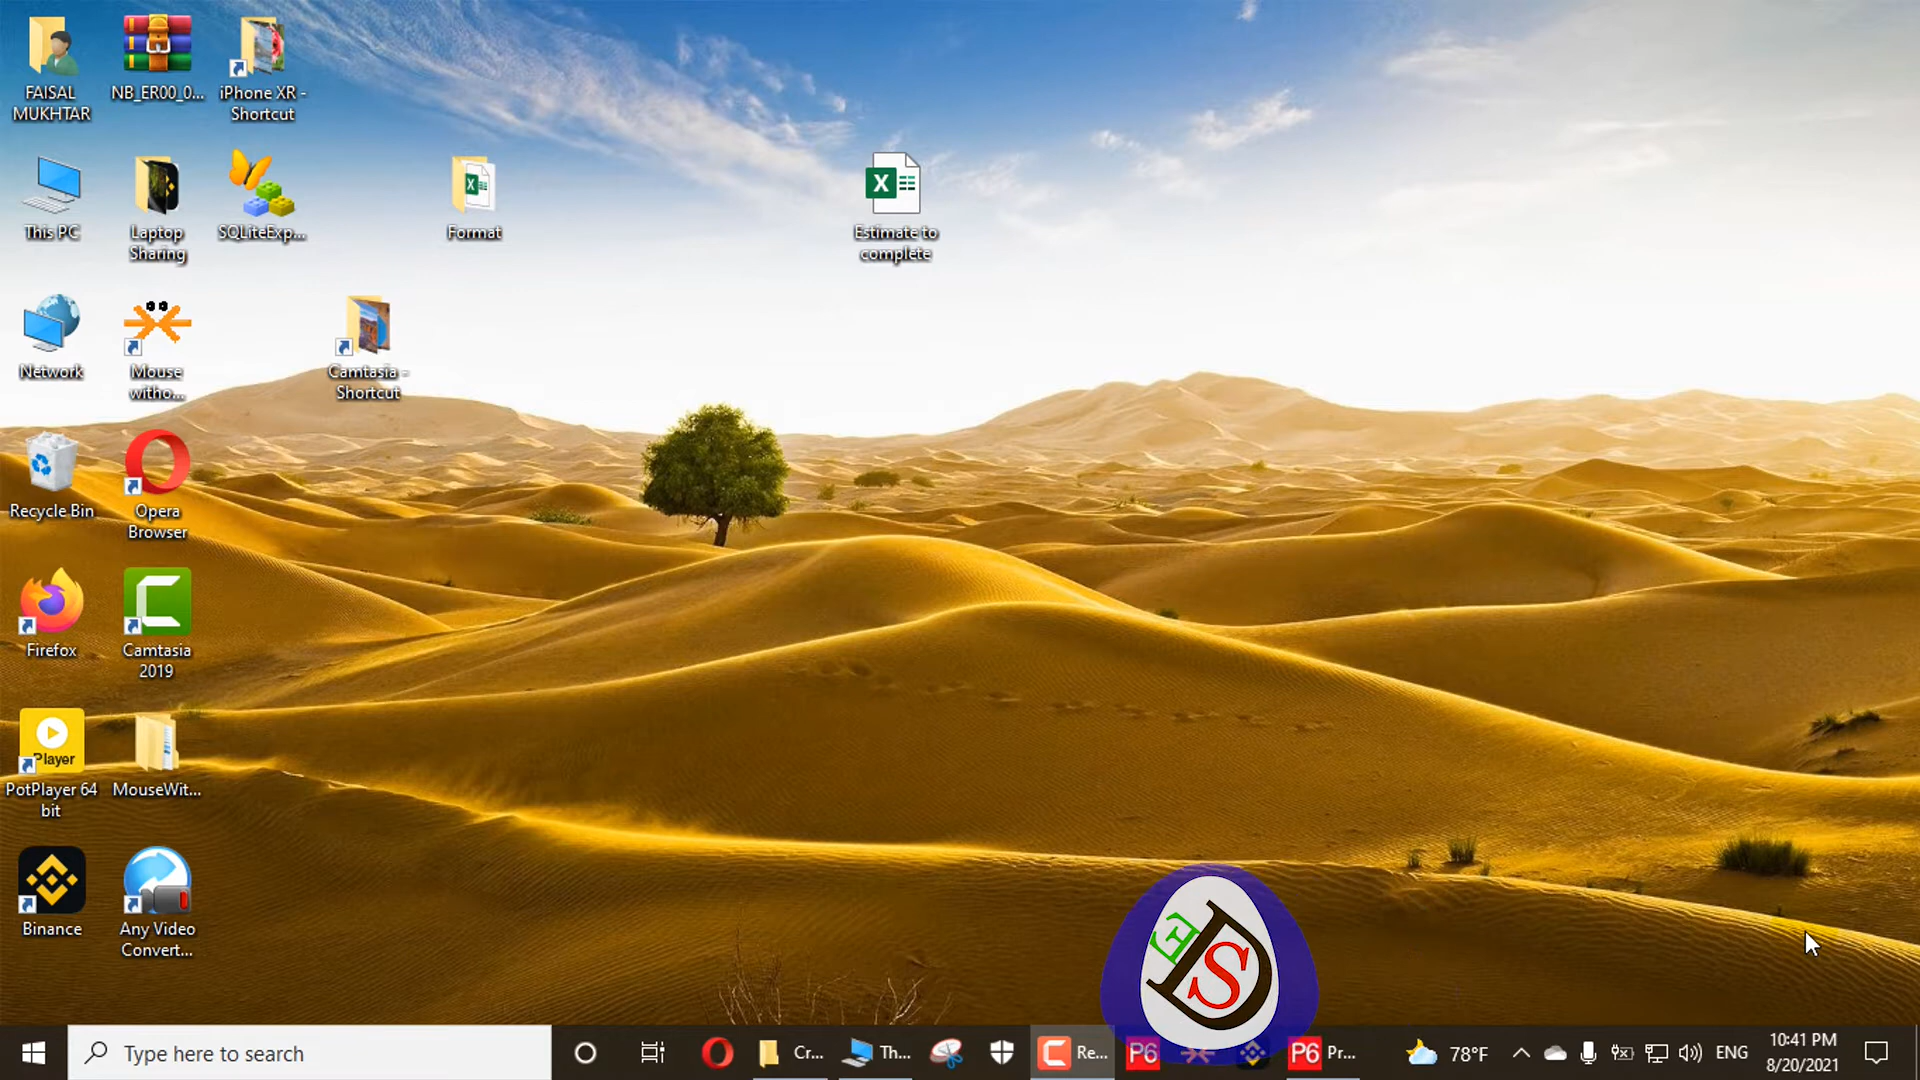 FAISAL
MUKHTAR
NB_ER00_0...
iPhone XR -
Shortcut
This PC
Laptop
Sharing
SQLiteExp...
Format
X
Estimate to
complete
Network
Mouse
witho...
Camtasia -
Shortcut
Recycle Bin
Opera
Browser
Firefox
Camtasia
2019
Player
PotPlayer 64
bit
MouseWit...
Binance
Any Video
Convert...
E
D
S
Type here to search
Cr...
Th...
Re...
P6
P6
Pr...
78°F
ENG
10:41 PM
8/20/2021